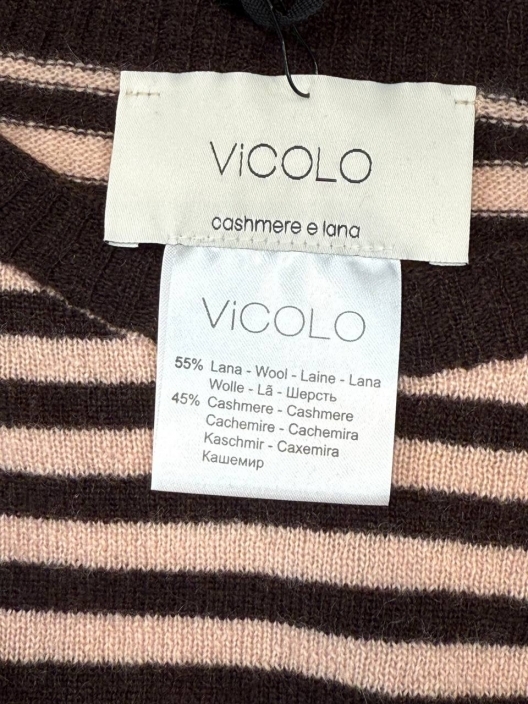 ViCOLO
cashmere e lana
ViCOLO
55% Lana - Wool - Laine - Lana
Wolle - Lã - Шерсть
45% Cashmere - Cashmere
Cachemire - Cachemira
Kaschmir - Caxemira
Кашемир